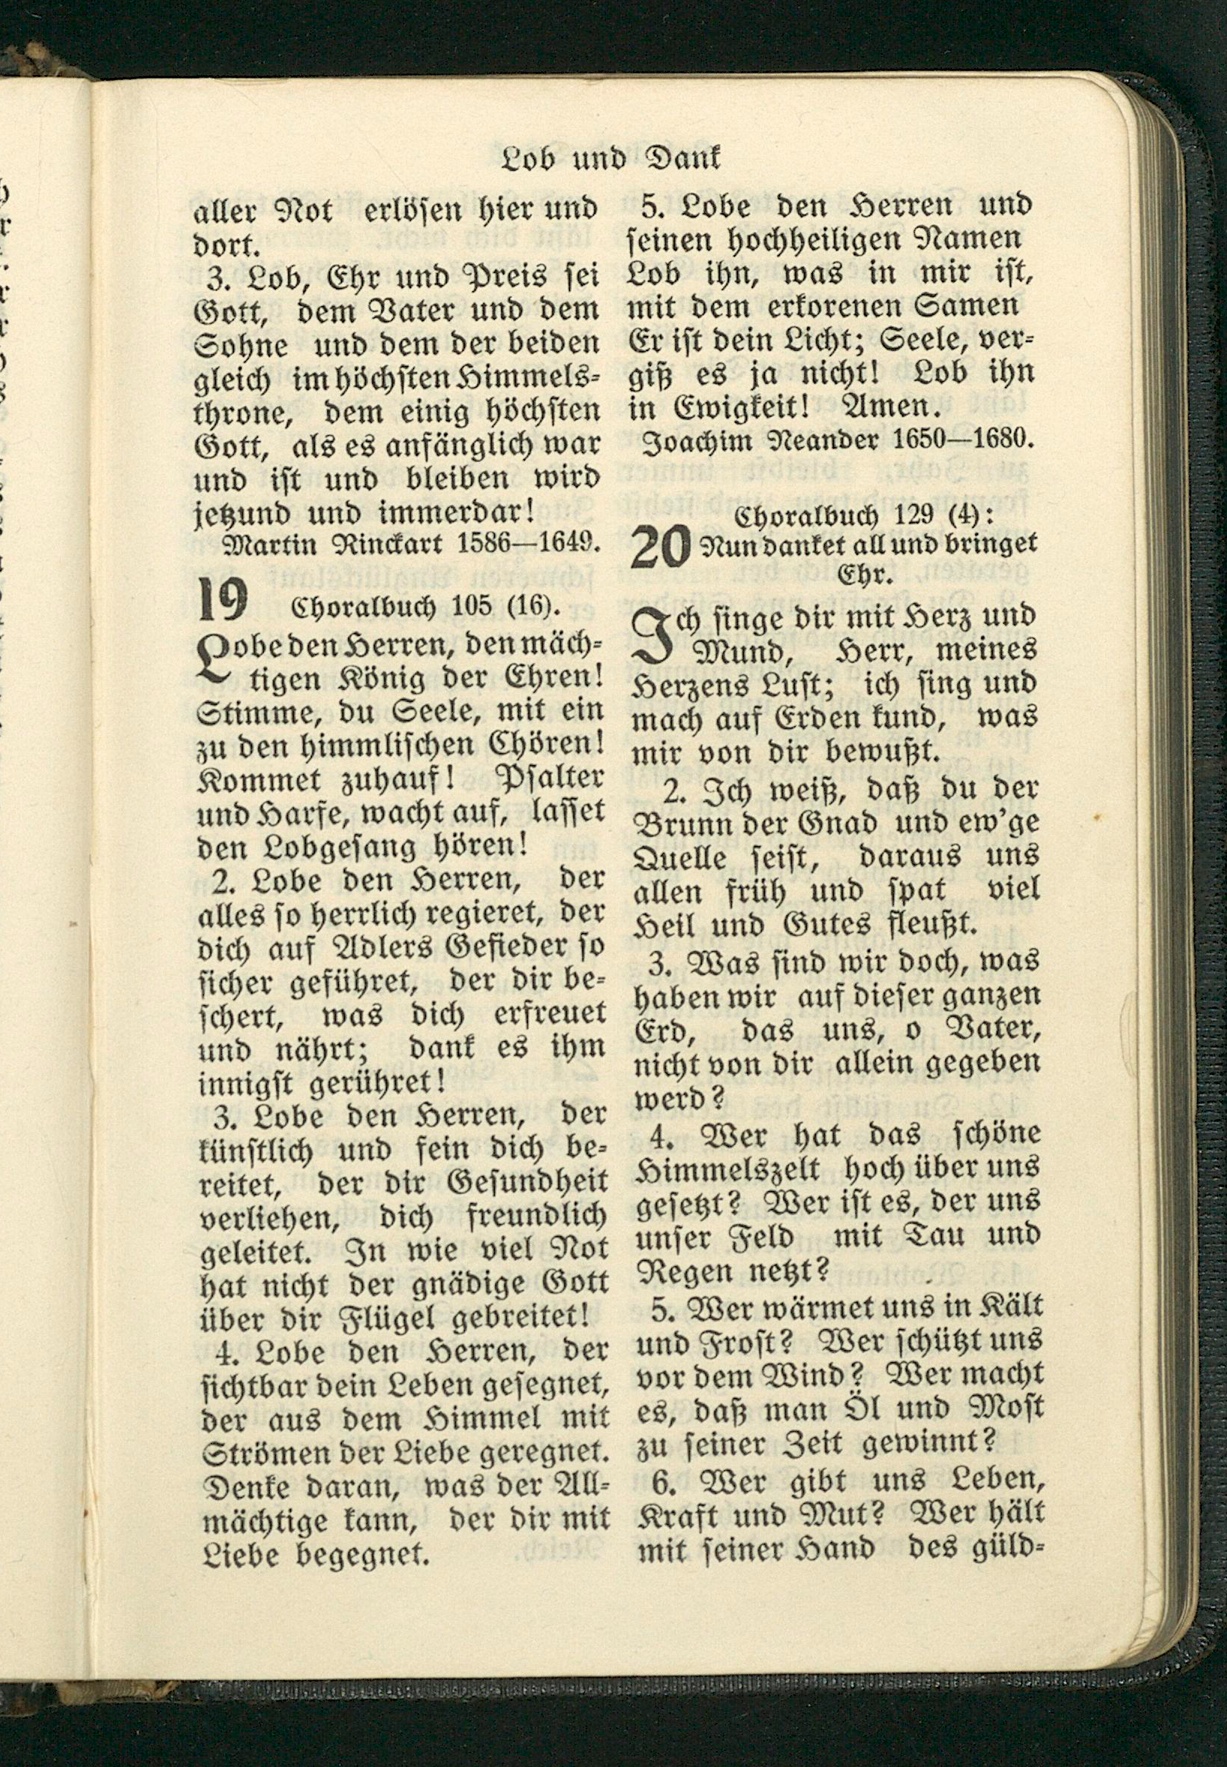 Lob und Dank
aller Not erlösen hier und
dort.
3. Lob, Ehr und Preis sei
Gott, dem Vater und dem
Sohne und dem der beiden
gleich im höchsten Himmels-
throne, dem einig höchsten
Gott, als es anfänglich war
und ist und bleiben wird
jetzund und immerdar!
Martin Rinckart 1586—1649.
19 Choralbuch 105 (16).
Lobe den Herren, den mäch-
tigen König der Ehren!
Stimme, du Seele, mit ein
zu den himmlischen Chören!
Kommet zuhauf! Psalter
und Harfe, wacht auf, lasset
den Lobgesang hören!
2. Lobe den Herren, der
alles so herrlich regieret, der
dich auf Adlers Gefieder so
sicher geführet, der dir be-
schert, was dich erfreuet
und nährt; dank es ihm
innigst gerühret!
3. Lobe den Herren, der
künstlich und fein dich be-
reitet, der dir Gesundheit
verliehen, dich freundlich
geleitet. In wie viel Not
hat nicht der gnädige Gott
über dir Flügel gebreitet!
4. Lobe den Herren, der
sichtbar dein Leben gesegnet,
der aus dem Himmel mit
Strömen der Liebe geregnet.
Denke daran, was der All-
mächtige kann, der dir mit
Liebe begegnet.
5. Lobe den Herren und
seinen hochheiligen Namen
Lob ihn, was in mir ist,
mit dem erkorenen Samen
Er ist dein Licht; Seele, ver-
giß es ja nicht! Lob ihn
in Ewigkeit! Amen.
Joachim Neander 1650—1680.
Choralbuch 129 (4):
20 Nun danket all und bringet
Ehr.
Ich singe dir mit Herz und
Mund, Herr, meines
Herzens Lust; ich sing und
mach auf Erden kund, was
mir von dir bewußt.
2. Ich weiß, daß du der
Brunn der Gnad und ew'ge
Quelle seist, daraus uns
allen früh und spat viel
Heil und Gutes fleußt.
3. Was sind wir doch, was
haben wir auf dieser ganzen
Erd, das uns, o Vater,
nicht von dir allein gegeben
werd?
4. Wer hat das schöne
Himmelszelt hoch über uns
gesetzt? Wer ist es, der uns
unser Feld mit Tau und
Regen netzt?
5. Wer wärmet uns in Kält
und Frost? Wer schützt uns
vor dem Wind? Wer macht
es, daß man Öl und Most
zu seiner Zeit gewinnt?
6. Wer gibt uns Leben,
Kraft und Mut? Wer hält
mit seiner Hand des güld-